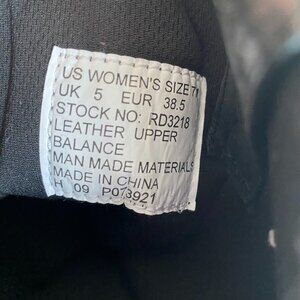 US WOMEN'S SIZE
UK 5 EUR 38.5
STOCK NO: RD3218
LEATHER UPPER
BALANCE
MAN MADE MATERIALS
MADE IN CHINA
H 09 P073921